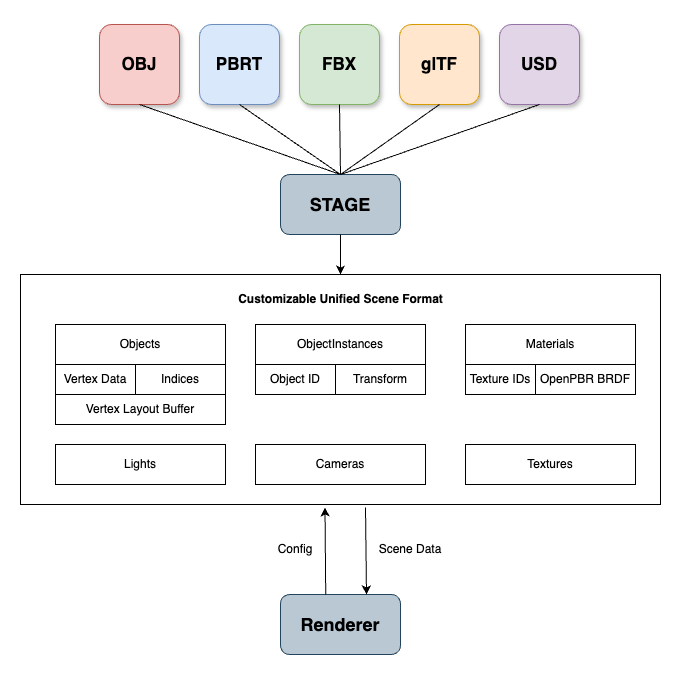 OBJ
PBRT
FBX
glTF
USD
STAGE
Customizable Unified Scene Format
Objects
Vertex Data
Indices
Vertex Layout Buffer
ObjectInstances
Object ID
Transform
Materials
Texture IDs
OpenPBR BRDF
Lights
Cameras
Textures
Config
Scene Data
Renderer